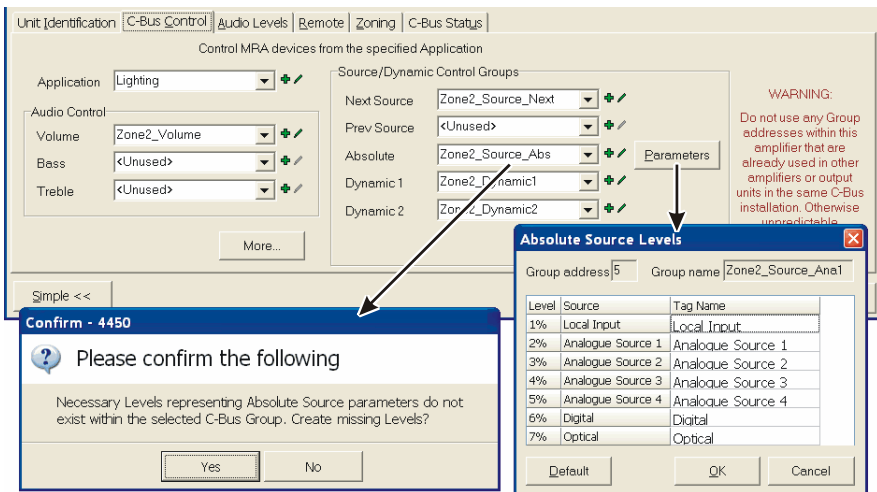 Unit Identification | C-Bus Control | Audio Levels | Remote | Zoning | C-Bus Status
Control MRA devices from the specified Application
Application Lighting
Audio Control
Volume Zone2_Volume
Bass <Unused>
Treble <Unused>
More...
Source/Dynamic Control Groups
Next Source Zone2_Source_Next
Prev Source <Unused>
Absolute Zone2_Source_Abs
Parameters
Dynamic 1 Zone2_Dynamic1
Dynamic 2 Zone2_Dynamic2
WARNING:
Do not use any Group
addresses within this
amplifier that are
already used in other
amplifiers or output
units in the same C-Bus
installation. Otherwise
unpredictable
Simple <<
Confirm - 4450
Please confirm the following
Necessary Levels representing Absolute Source parameters do not
exist within the selected C-Bus Group. Create missing Levels?
Yes No
Absolute Source Levels
Group address 5 Group name Zone2_Source_Ana1
Level Source Tag Name
1% Local Input Local Input
2% Analogue Source 1 Analogue Source 1
3% Analogue Source 2 Analogue Source 2
4% Analogue Source 3 Analogue Source 3
5% Analogue Source 4 Analogue Source 4
6% Digital Digital
7% Optical Optical
Default OK Cancel